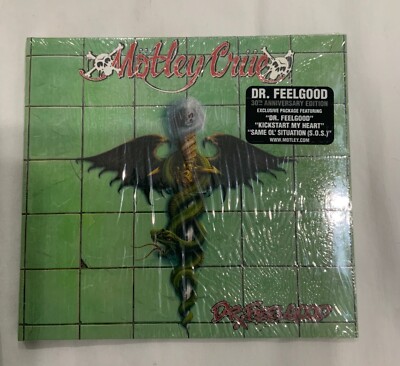 Mötley Crüe
DR. FEELGOOD
30TH ANNIVERSARY EDITION
EXCLUSIVE PACKAGE FEATURING
"DR. FEELGOOD"
"KICKSTART MY HEART"
"SAME OL' SITUATION (S.O.S.)"
WWW.MOTLEY.COM
Dr. Feelgood